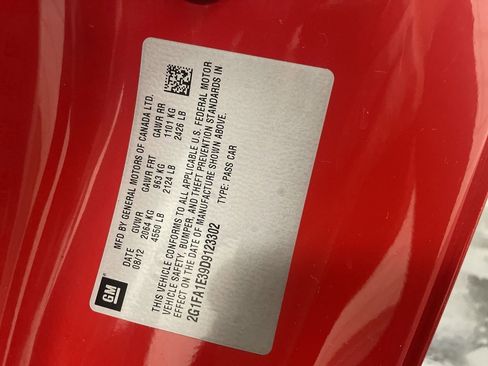 GM
MFD BY GENERAL MOTORS OF CANADA LTD.
DATE GVWR GAWR FRT GAWR RR
08/12 2064 KG 963 KG 1101 KG
4550 LB 2124 LB 2426 LB
THIS VEHICLE CONFORMS TO ALL APPLICABLE U.S. FEDERAL MOTOR
VEHICLE SAFETY, BUMPER, AND THEFT PREVENTION STANDARDS IN
EFFECT ON THE DATE OF MANUFACTURE SHOWN ABOVE.
2G1FA1E39D9123302 TYPE: PASS CAR